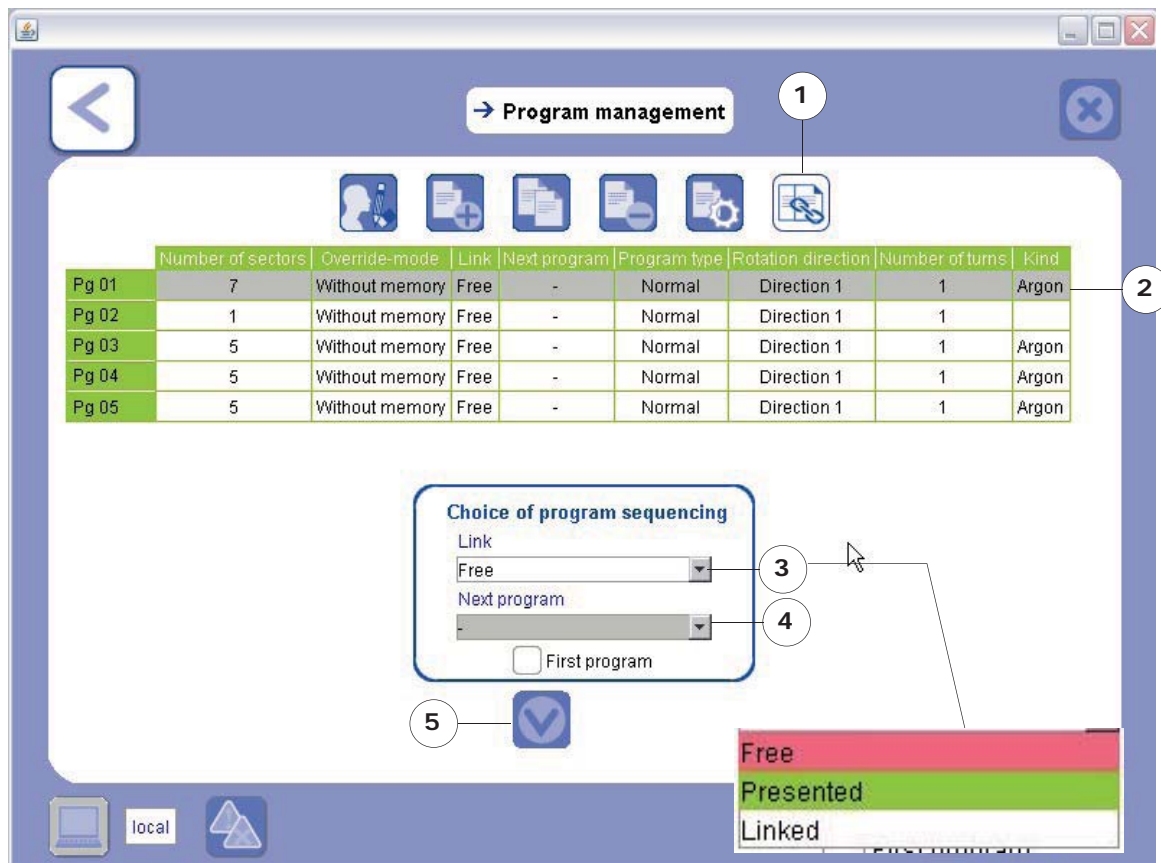 → Program management
1
Number of sectors Override-mode Link Next program Program type Rotation direction Number of turns Kind
Pg 01 7 Without memory Free - Normal Direction 1 1 Argon
2
Pg 02 1 Without memory Free - Normal Direction 1 1
Pg 03 5 Without memory Free - Normal Direction 1 1 Argon
Pg 04 5 Without memory Free - Normal Direction 1 1 Argon
Pg 05 5 Without memory Free - Normal Direction 1 1 Argon
Choice of program sequencing
Link
Free
3
Next program
-
4
First program
5
Free
Presented
Linked
local